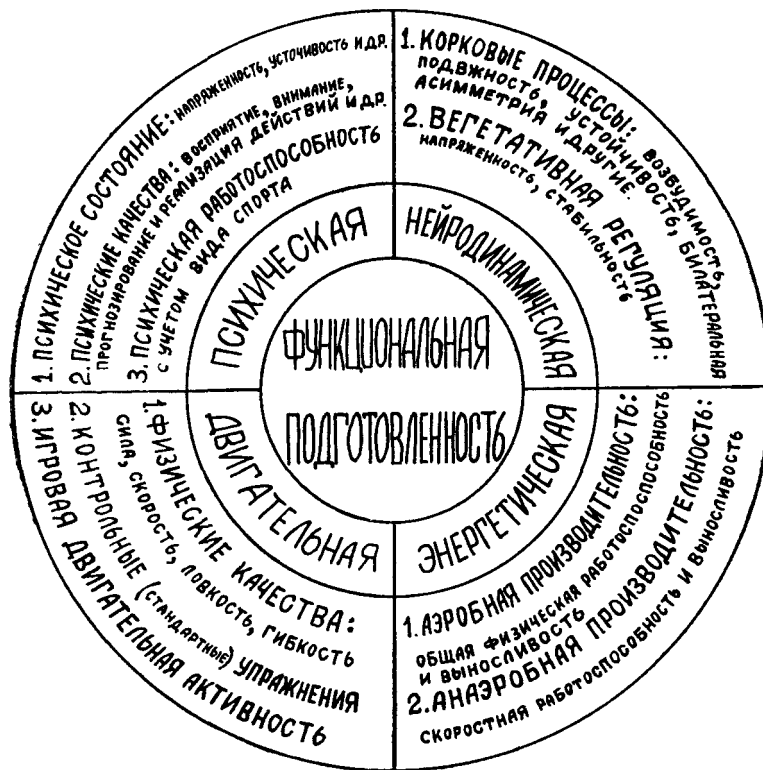 ФУНКЦИОНАЛЬНАЯ
ПОДГОТОВЛЕННОСТЬ
ПСИХИЧЕСКАЯ
1. ПСИХИЧЕСКОЕ СОСТОЯНИЕ: НАПРЯЖЕННОСТЬ, УСТОЧИВОСТЬ И ДР.
2. ПСИХИЧЕСКИЕ КАЧЕСТВА: ВОСПРИЯТИЕ, ВНИМАНИЕ,
ПРОГНОЗИРОВАНИЕ И РЕАЛИЗАЦИЯ ДЕЙСТВИЙ И ДР.
3. ПСИХИЧЕСКАЯ РАБОТОСПОСОБНОСТЬ
С УЧЕТОМ ВИДА СПОРТА
НЕЙРОДИНАМИЧЕСКАЯ
1. КОРКОВЫЕ ПРОЦЕССЫ: ВОЗБУДИМОСТЬ,
ПОДВЖНОСТЬ, УСТОЙЧИВОСТЬ, БИЛАТЕРАЛЬНАЯ
АСИММЕТРИЯ И ДРУГИЕ.
2. ВЕГЕТАТИВНАЯ РЕГУЛЯЦИЯ:
НАПРЯЖЕННОСТЬ, СТАБИЛЬНОСТЬ
ДВИГАТЕЛЬНАЯ
1. ФИЗИЧЕСКИЕ КАЧЕСТВА:
СИЛА, СКОРОСТЬ, ЛОВКОСТЬ, ГИБКОСТЬ
2. КОНТРОЛЬНЫЕ (СТАНДАРТНЫЕ) УПРАЖНЕНИЯ
3. ИГРОВАЯ ДВИГАТЕЛЬНАЯ АКТИВНОСТЬ
ЭНЕРГЕТИЧЕСКАЯ
1. АЭРОБНАЯ ПРОИЗВОДИТЕЛЬНОСТЬ:
ОБЩАЯ ФИЗИЧЕСКАЯ РАБОТОСПОСПОСОБНОСТЬ
И ВЫНОСЛИВОСТЬ
2. АНАЭРОБНАЯ ПРОИЗВОДИТЕЛЬНОСТЬ:
СКОРОСТНАЯ РАБОТОСПОСОБНОСТЬ И ВЫНОСЛИВОСТЬ